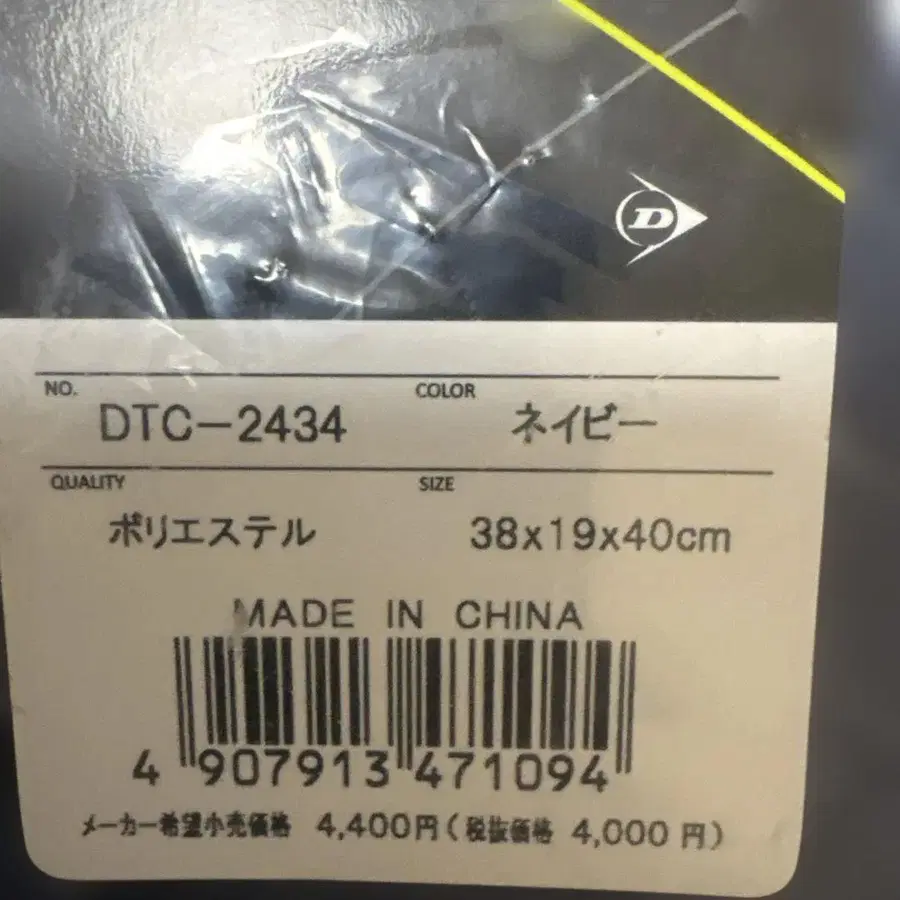 D
NO. COLOR
DTC-2434 ネイビー
QUALITY SIZE
ポリエステル 38x19x40cm
MADE IN CHINA
4 907913 471094
メーカー希望小売価格 4,400円(税抜価格 4,000 円)